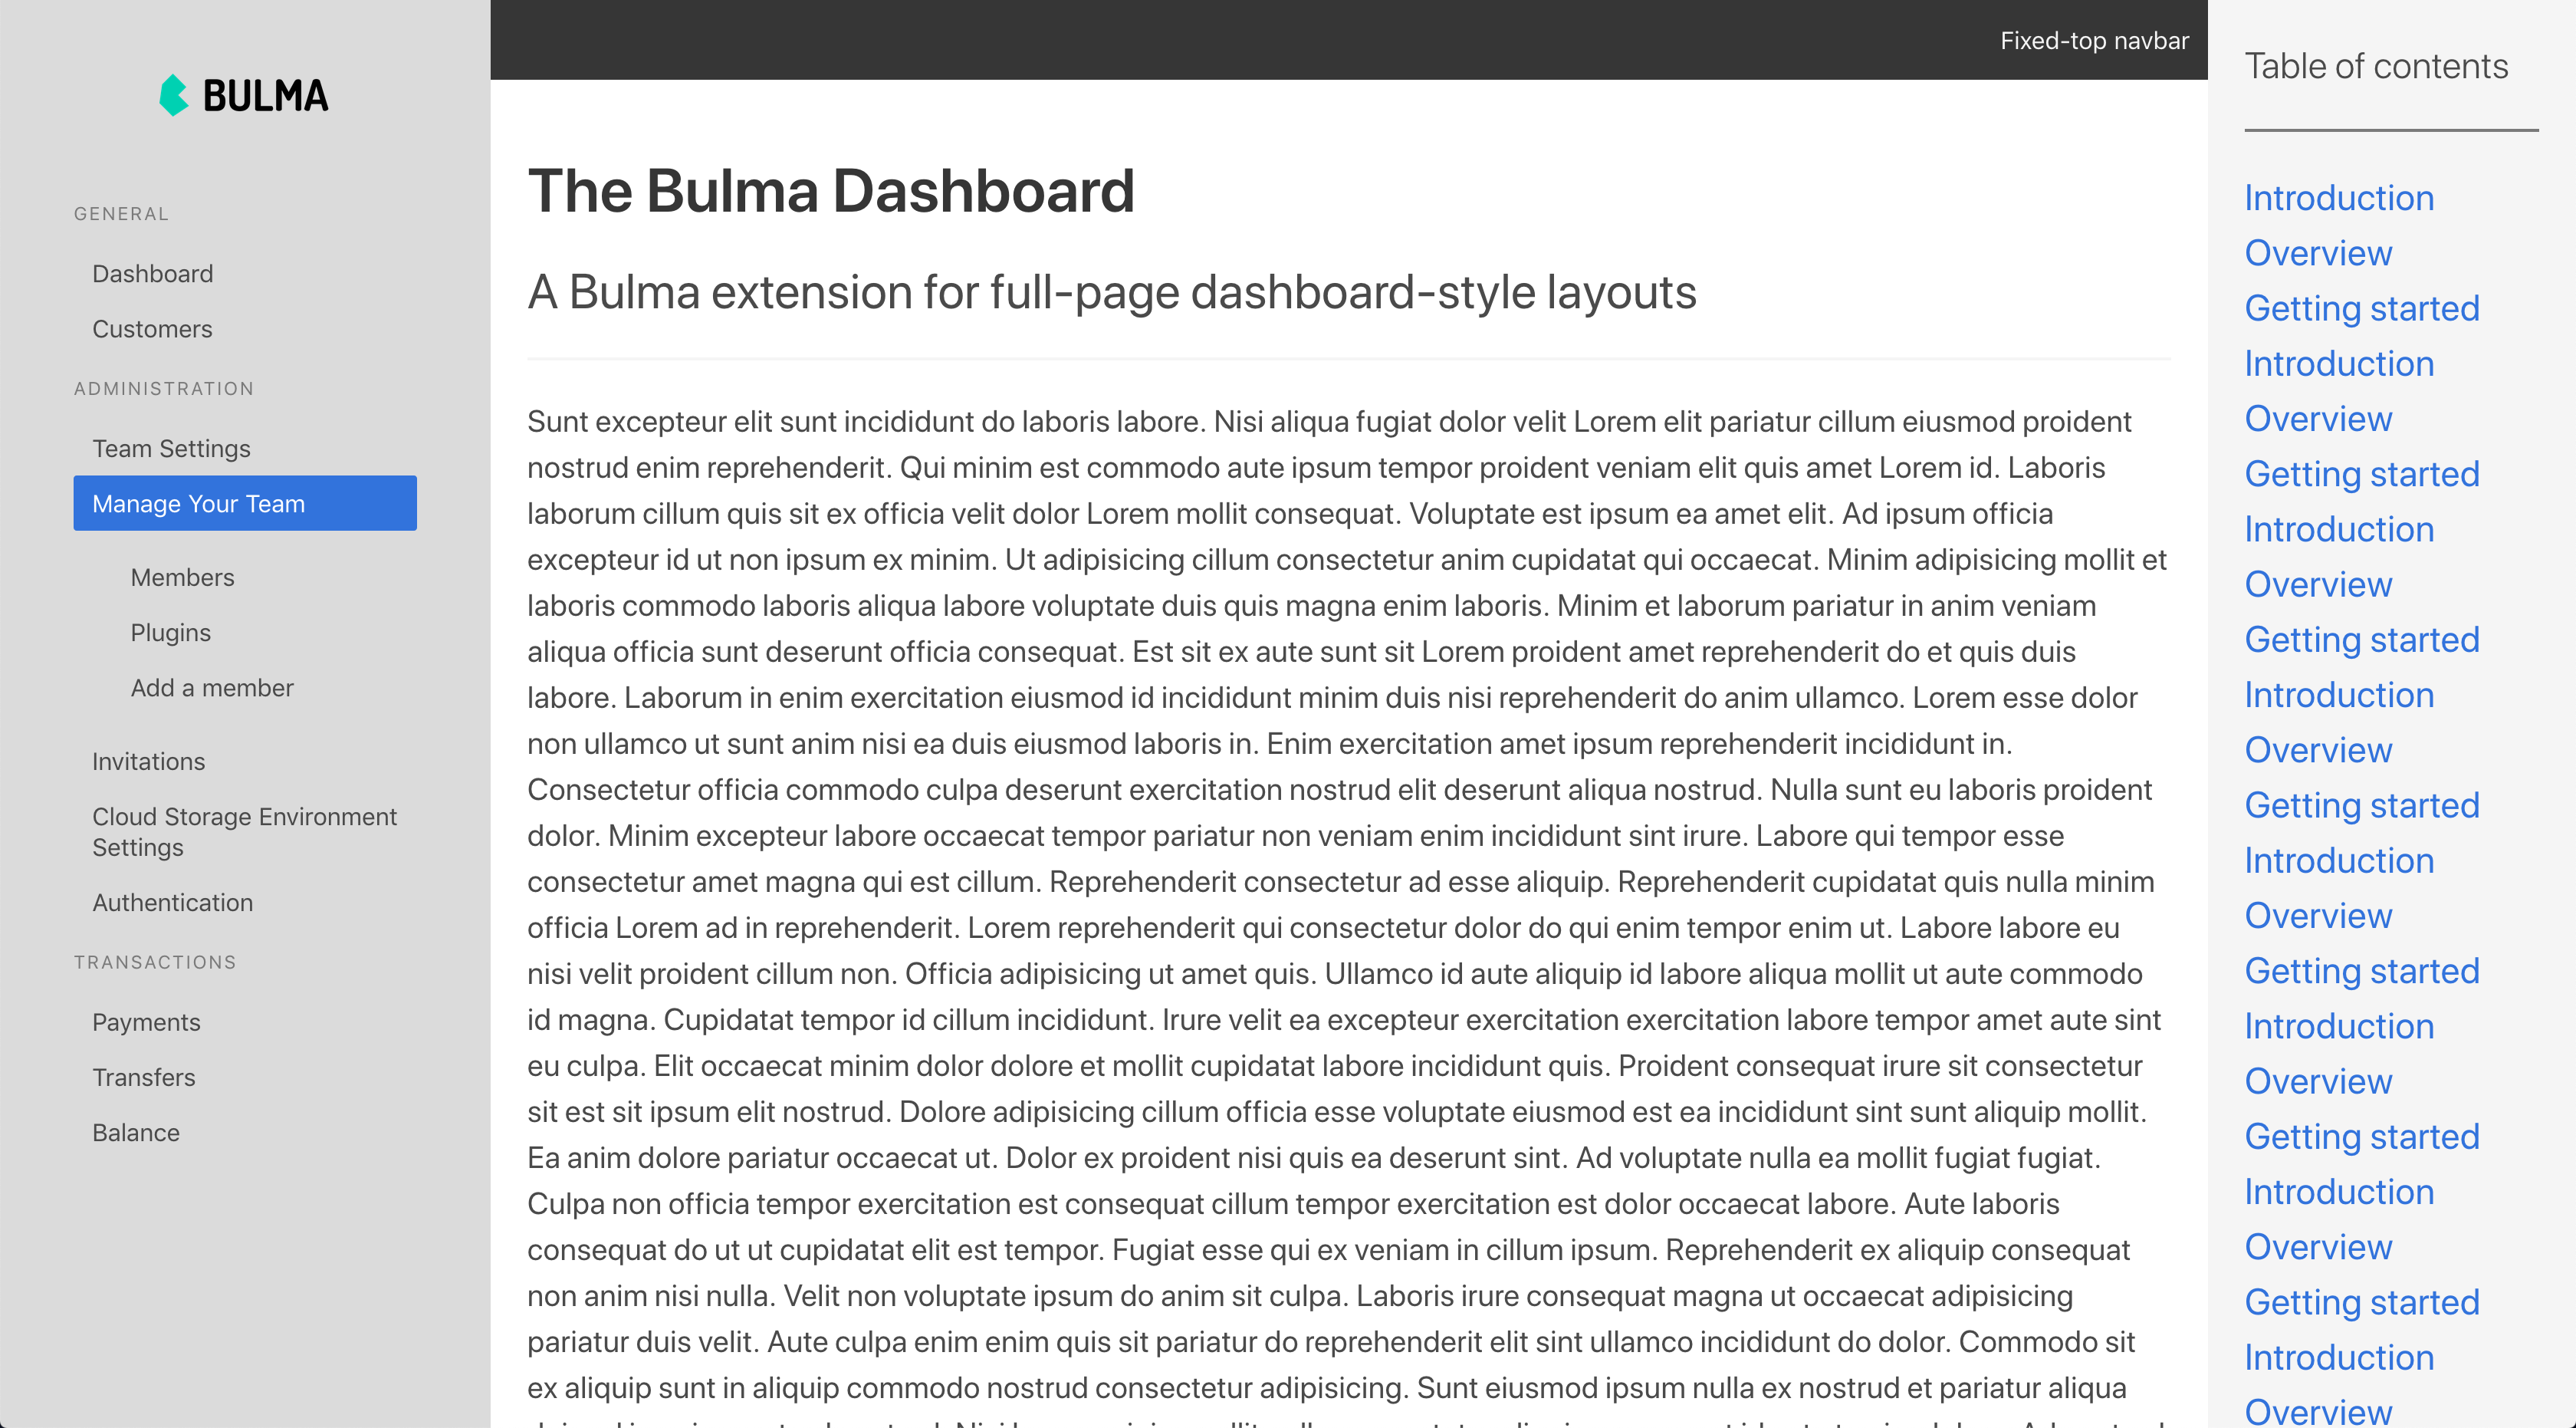 BULMA
GENERAL
Dashboard
Customers
ADMINISTRATION
Team Settings
Manage Your Team
Members
Plugins
Add a member
Invitations
Cloud Storage Environment
Settings
Authentication
TRANSACTIONS
Payments
Transfers
Balance
Fixed-top navbar
The Bulma Dashboard
A Bulma extension for full-page dashboard-style layouts
Sunt excepteur elit sunt incididunt do laboris labore. Nisi aliqua fugiat dolor velit Lorem elit pariatur cillum eiusmod proident
nostrud enim reprehenderit. Qui minim est commodo aute ipsum tempor proident veniam elit quis amet Lorem id. Laboris
laborum cillum quis sit ex officia velit dolor Lorem mollit consequat. Voluptate est ipsum ea amet elit. Ad ipsum officia
excepteur id ut non ipsum ex minim. Ut adipisicing cillum consectetur anim cupidatat qui occaecat. Minim adipisicing mollit et
laboris commodo laboris aliqua labore voluptate duis quis magna enim laboris. Minim et laborum pariatur in anim veniam
aliqua officia sunt deserunt officia consequat. Est sit ex aute sunt sit Lorem proident amet reprehenderit do et quis duis
labore. Laborum in enim exercitation eiusmod id incididunt minim duis nisi reprehenderit do anim ullamco. Lorem esse dolor
non ullamco ut sunt anim nisi ea duis eiusmod laboris in. Enim exercitation amet ipsum reprehenderit incididunt in.
Consectetur officia commodo culpa deserunt exercitation nostrud elit deserunt aliqua nostrud. Nulla sunt eu laboris proident
dolor. Minim excepteur labore occaecat tempor pariatur non veniam enim incididunt sint irure. Labore qui tempor esse
consectetur amet magna qui est cillum. Reprehenderit consectetur ad esse aliquip. Reprehenderit cupidatat quis nulla minim
officia Lorem ad in reprehenderit. Lorem reprehenderit qui consectetur dolor do qui enim tempor enim ut. Labore labore eu
nisi velit proident cillum non. Officia adipisicing ut amet quis. Ullamco id aute aliquip id labore aliqua mollit ut aute commodo
id magna. Cupidatat tempor id cillum incididunt. Irure velit ea excepteur exercitation exercitation labore tempor amet aute sint
eu culpa. Elit occaecat minim dolor dolore et mollit cupidatat labore incididunt quis. Proident consequat irure sit consectetur
sit est sit ipsum elit nostrud. Dolore adipisicing cillum officia esse voluptate eiusmod est ea incididunt sint sunt aliquip mollit.
Ea anim dolore pariatur occaecat ut. Dolor ex proident nisi quis ea deserunt sint. Ad voluptate nulla ea mollit fugiat fugiat.
Culpa non officia tempor exercitation est consequat cillum tempor exercitation est dolor occaecat labore. Aute laboris
consequat do ut ut cupidatat elit est tempor. Fugiat esse qui ex veniam in cillum ipsum. Reprehenderit ex aliquip consequat
non anim nisi nulla. Velit non voluptate ipsum do anim sit culpa. Laboris irure consequat magna ut occaecat adipisicing
pariatur duis velit. Aute culpa enim enim quis sit pariatur do reprehenderit elit sint ullamco incididunt do dolor. Commodo sit
ex aliquip sunt in aliquip commodo nostrud consectetur adipisicing. Sunt eiusmod ipsum nulla ex nostrud et pariatur aliqua
Table of contents
Introduction
Overview
Getting started
Introduction
Overview
Getting started
Introduction
Overview
Getting started
Introduction
Overview
Getting started
Introduction
Overview
Getting started
Introduction
Overview
Getting started
Introduction
Overview
Getting started
Introduction
Overview